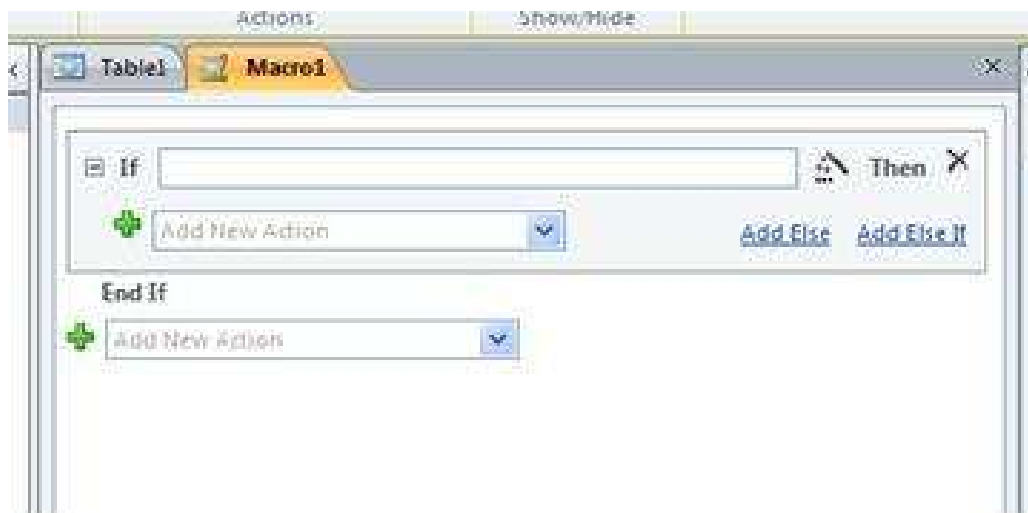 Actions Show/Hide
Table1 Macro1
If Then
Add New Action Add Else Add Else If
End If
Add New Action